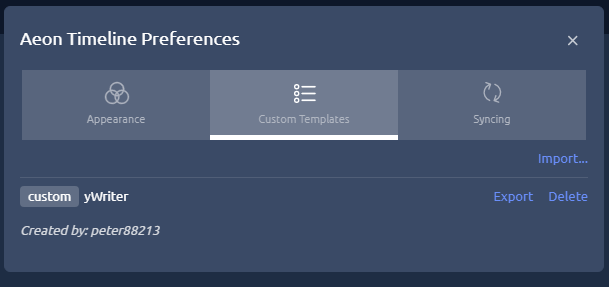 Aeon Timeline Preferences
Appearance
Custom Templates
Syncing
Import...
custom yWriter Export Delete
Created by: peter88213